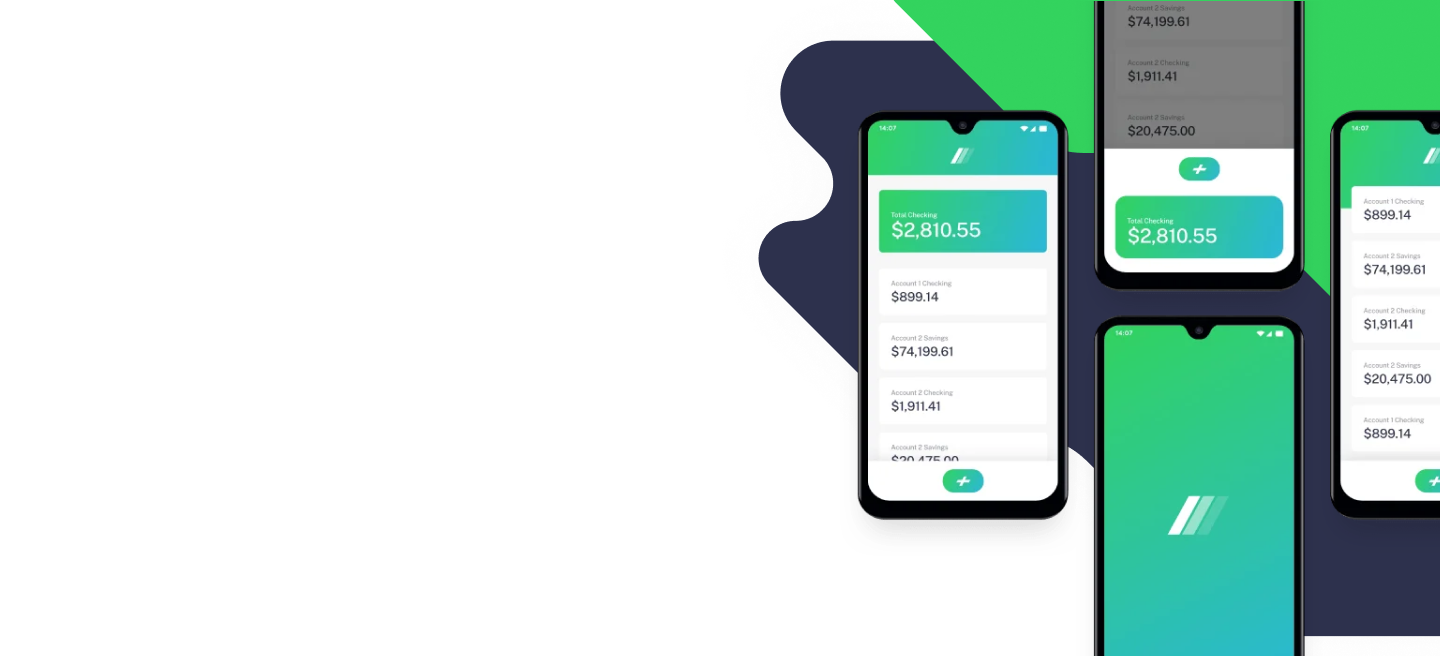 14:07
Total Checking
$2,810.55
Account 1 Checking
$899.14
Account 2 Savings
$74,199.61
Account 2 Checking
$1,911.41
Account 2 Savings
$20,475.00
Account 2 Savings
$74,199.61
Account 2 Checking
$1,911.41
Account 2 Savings
$20,475.00
Total Checking
$2,810.55
14:07
14:07
Account 1 Checking
$899.14
Account 2 Savings
$74,199.61
Account 2 Checking
$1,911.41
Account 2 Savings
$20,475.00
Account 1 Checking
$899.14